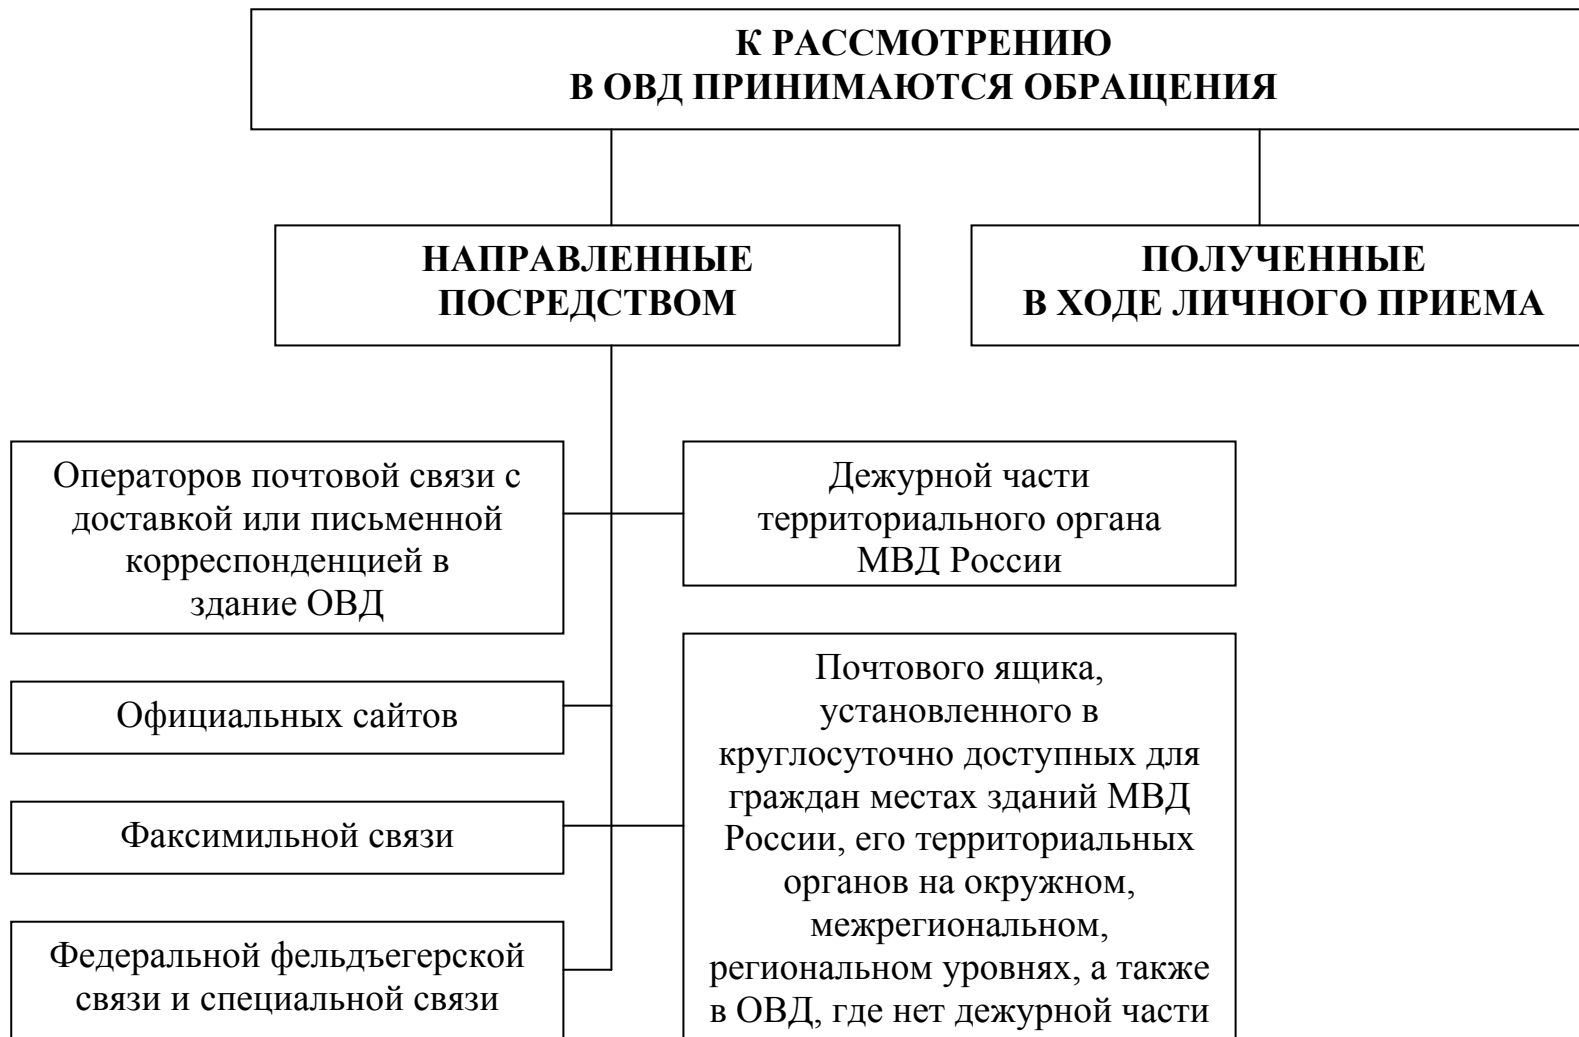 К РАССМОТРЕНИЮ
В ОВД ПРИНИМАЮТСЯ ОБРАЩЕНИЯ
НАПРАВЛЕННЫЕ
ПОСРЕДСТВОМ
ПОЛУЧЕННЫЕ
В ХОДЕ ЛИЧНОГО ПРИЕМА
Операторов почтовой связи с
доставкой или письменной
корреспонденцией в
здание ОВД
Дежурной части
территориального органа
МВД России
Официальных сайтов
Факсимильной связи
Федеральной фельдъегерской
связи и специальной связи
Почтового ящика,
установленного в
круглосуточно доступных для
граждан местах зданий МВД
России, его территориальных
органов на окружном,
межрегиональном,
региональном уровнях, а также
в ОВД, где нет дежурной части